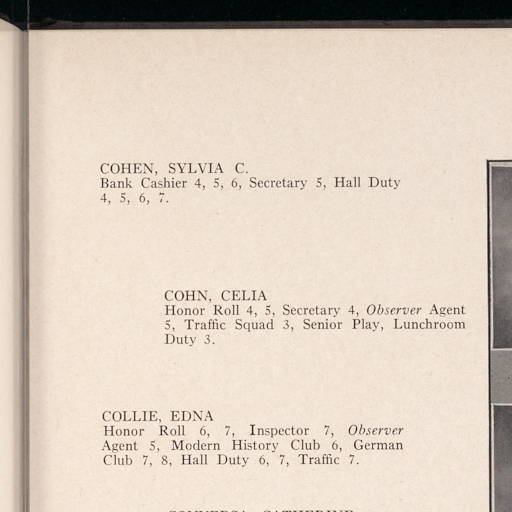 COHEN, SYLVIA C.
Bank Cashier 4, 5, 6, Secretary 5, Hall Duty
4, 5, 6, 7.
COHN, CELIA
Honor Roll 4, 5, Secretary 4, Observer Agent
5, Traffic Squad 3, Senior Play, Lunchroom
Duty 3.
COLLIE, EDNA
Honor Roll 6, 7, Inspector 7, Observer
Agent 5, Modern History Club 6, German
Club 7, 8, Hall Duty 6, 7, Traffic 7.